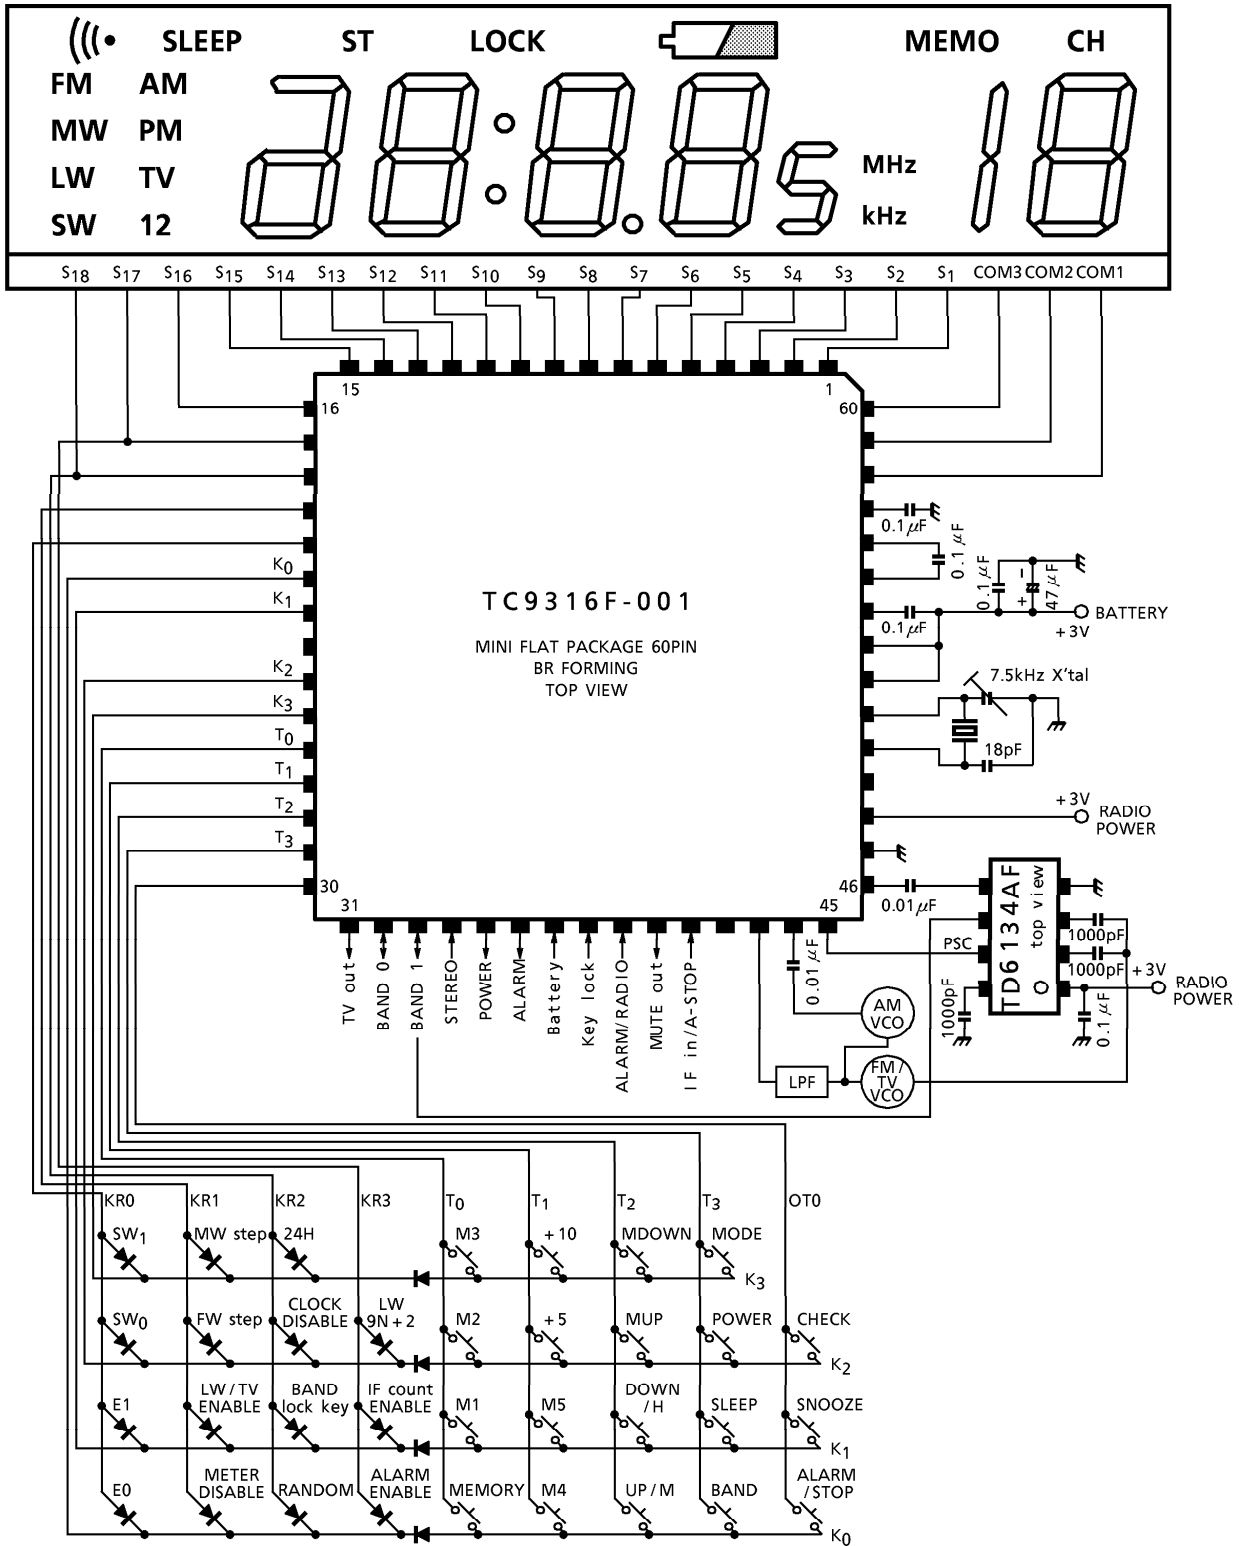 SLEEP ST LOCK MEMO CH
FM AM
MW PM
LW TV MHz
SW 12 kHz
S18 S17 S16 S15 S14 S13 S12 S11 S10 S9 S8 S7 S6 S5 S4 S3 S2 S1 COM3 COM2 COM1
15 1
16 60
0.1μF
0.1μF
0.1μF
47μF
- +
K0
K1
TC9316F-001
0.1μF
BATTERY
+3V
MINI FLAT PACKAGE 60PIN
BR FORMING
TOP VIEW
K2
7.5kHz X'tal
K3
T0
18pF
T1
T2
+3V
RADIO
POWER
T3
30 46
31 45
0.01μF
TD6134AF
top view
1000pF
PSC
1000pF
+3V
RADIO
POWER
1000pF
0.1μF
0.01μF
TV out
BAND 0
BAND 1
STEREO
POWER
ALARM
Battery
Key lock
ALARM/RADIO
MUTE out
IF in/A-STOP
AM
VCO
LPF
FM/
TV
VCO
KR0 KR1 KR2 KR3 T0 T1 T2 T3 OT0
SW1 MW step 24H M3 +10 MDOWN MODE
K3
SW0 FW step CLOCK DISABLE LW 9N+2 M2 +5 MUP POWER CHECK
K2
E1 LW/TV ENABLE BAND lock key IF count ENABLE M1 M5 DOWN /H SLEEP SNOOZE
K1
E0 METER DISABLE RANDOM ALARM ENABLE MEMORY M4 UP/M BAND ALARM /STOP
K0